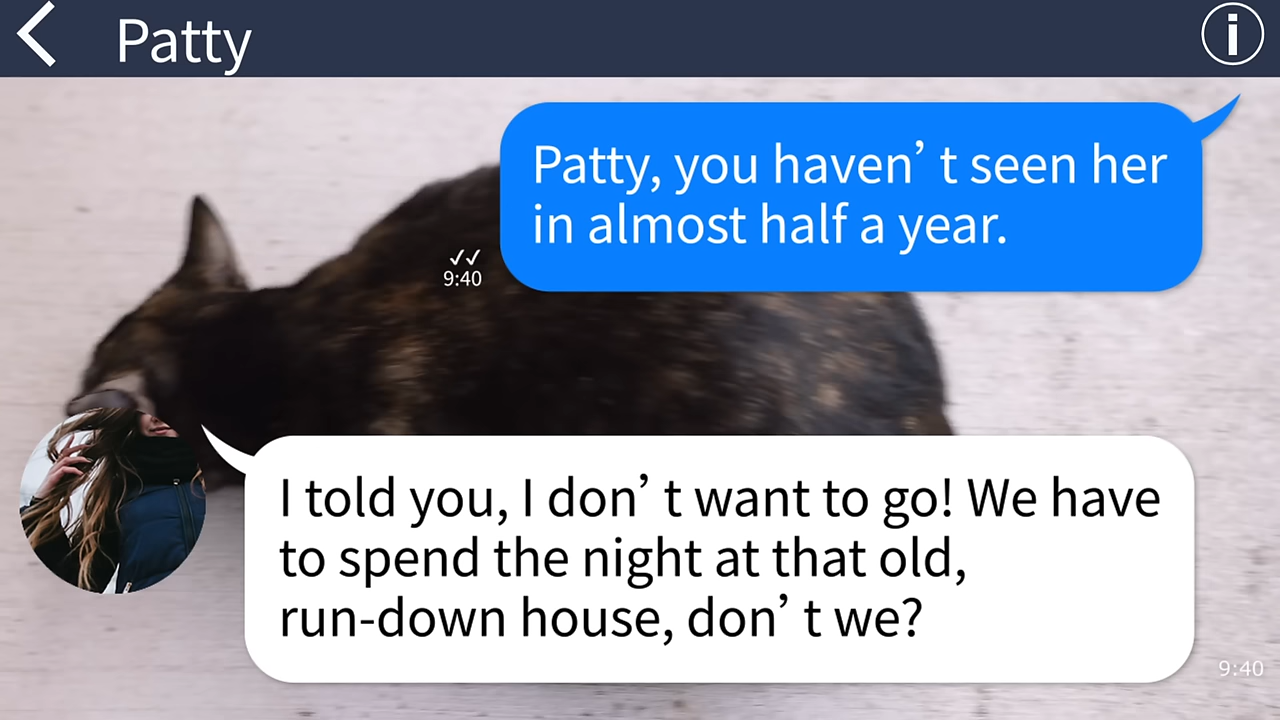 Patty
Patty, you haven’t seen her
in almost half a year.
✓✓
9:40
I told you, I don’t want to go! We have
to spend the night at that old,
run-down house, don’t we?
9:40